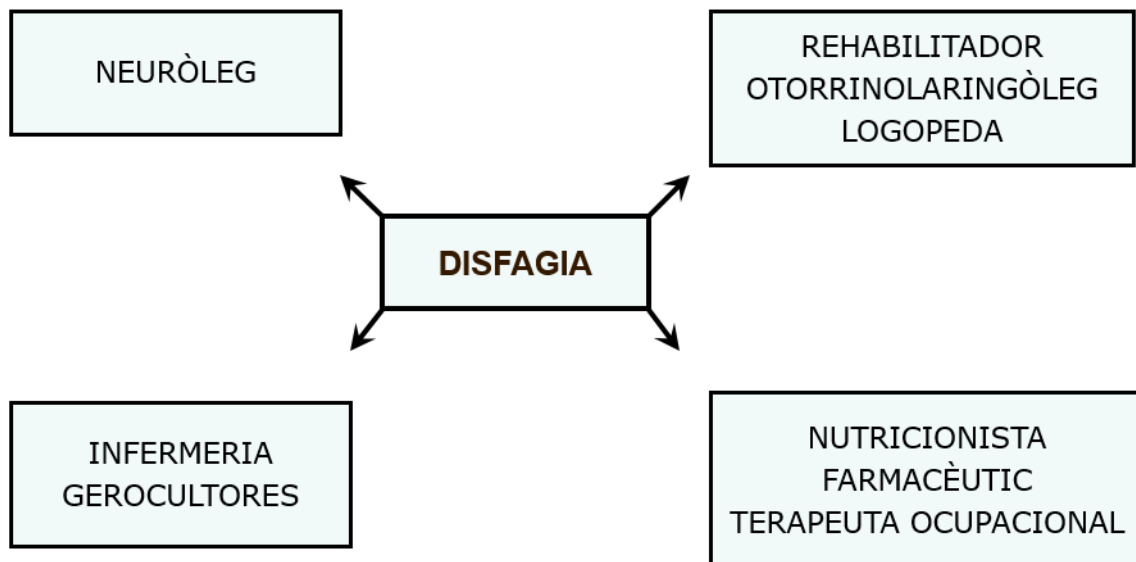 NEURÒLEG
REHABILITADOR
OTORRINOLARINGÒLEG
LOGOPEDA
DISFAGIA
INFERMERIA
GEROCULTORES
NUTRICIONISTA
FARMACÈUTIC
TERAPEUTA OCUPACIONAL